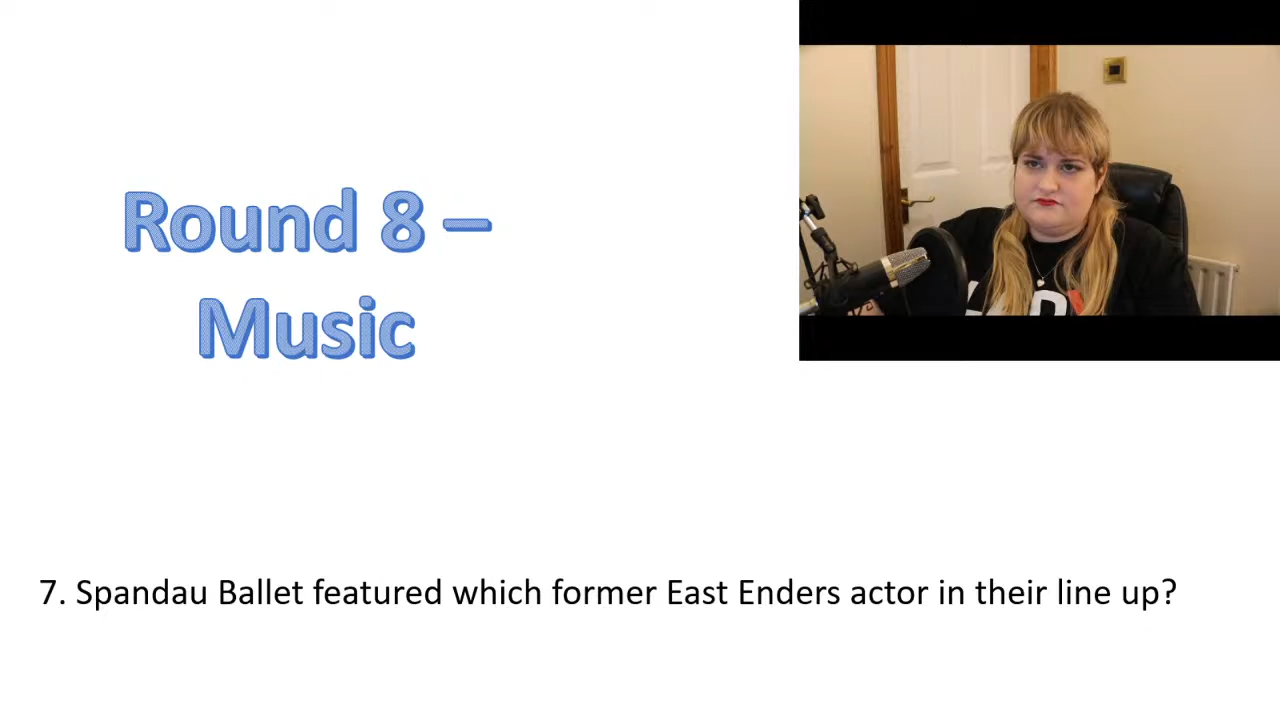 Round 8 –
Music
7. Spandau Ballet featured which former East Enders actor in their line up?